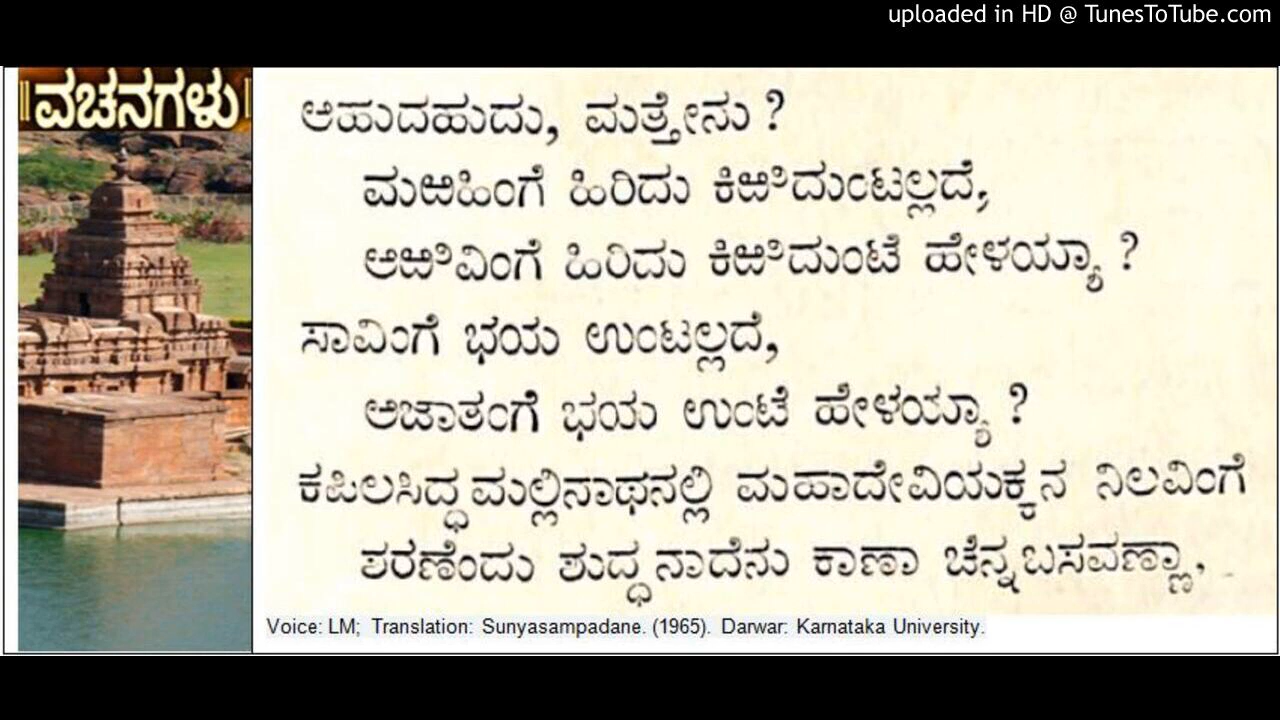 uploaded in HD @ TunesToTube.com
॥ವಚನಗಳು॥
ಅಹುದಹುದು, ಮತ್ತೇನು ?
ಮಱಹಿಂಗೆ ಹಿರಿದು ಕಿಱಿದುಂಟಲ್ಲದೆ,
ಅಱಿವಿಂಗೆ ಹಿರಿದು ಕಿಱಿದುಂಟೆ ಹೇಳಯ್ಯಾ ?
ಸಾವಿಂಗೆ ಭಯ ಉಂಟಲ್ಲದೆ,
ಅಜಾತಂಗೆ ಭಯ ಉಂಟೆ ಹೇಳಯ್ಯಾ ?
ಕಪಿಲಸಿದ್ಧಮಲ್ಲಿನಾಥನಲ್ಲಿ ಮಹಾದೇವಿಯಕ್ಕನ ನಿಲವಿಂಗೆ
ಶರಣೆಂದು ಶುದ್ಧನಾದೆನು ಕಾಣಾ ಚೆನ್ನಬಸವಣ್ಣಾ.
Voice: LM; Translation: Sunyasampadane. (1965). Darwar: Karnataka University.